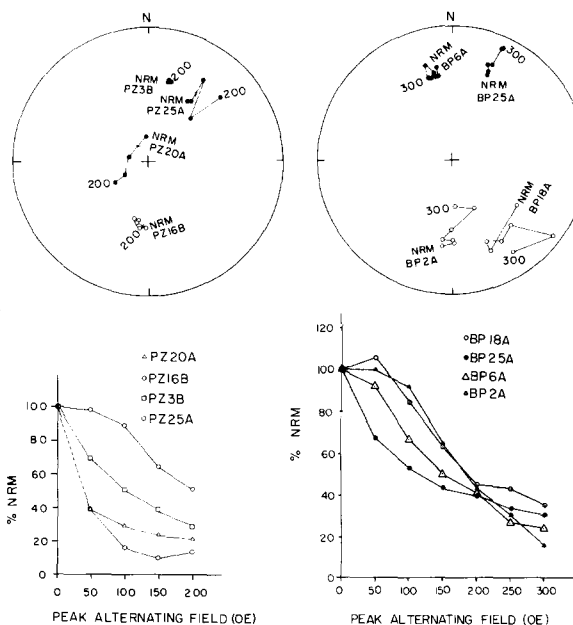 N
NRM
PZ3B
200
NRM
PZ25A
200
NRM
PZ20A
200
NRM
PZ16B
200
N
NRM
BP6A
300
300
NRM
BP25A
NRM
BP18A
300
NRM
BP2A
300
PZ20A
PZ16B
PZ3B
PZ25A
100
80
60
40
20
0
% NRM
0 50 100 150 200
PEAK ALTERNATING FIELD (OE)
BP18A
BP25A
BP6A
BP2A
120
100
80
60
40
20
0
% NRM
0 50 100 150 200 250 300
PEAK ALTERNATING FIELD (OE)